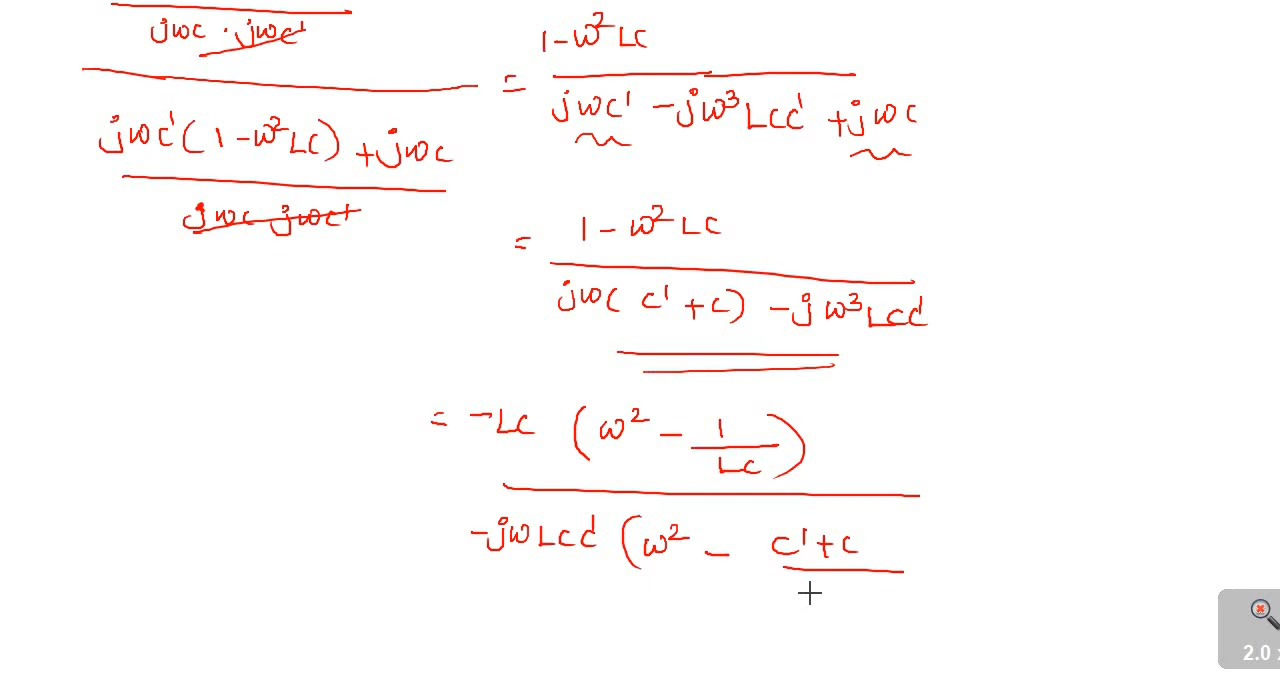 jωc · jωc'
jωc'(1-ω²LC) + jωc
jωc jωc'
= 1-ω²LC
jωc' -jω³LCC' +jωc
= 1-ω²LC
jω(c'+c) -jω³LCC'
= -LC (ω² - 1
LC)
-jωLCC' (ω² - c'+c
2.0 x